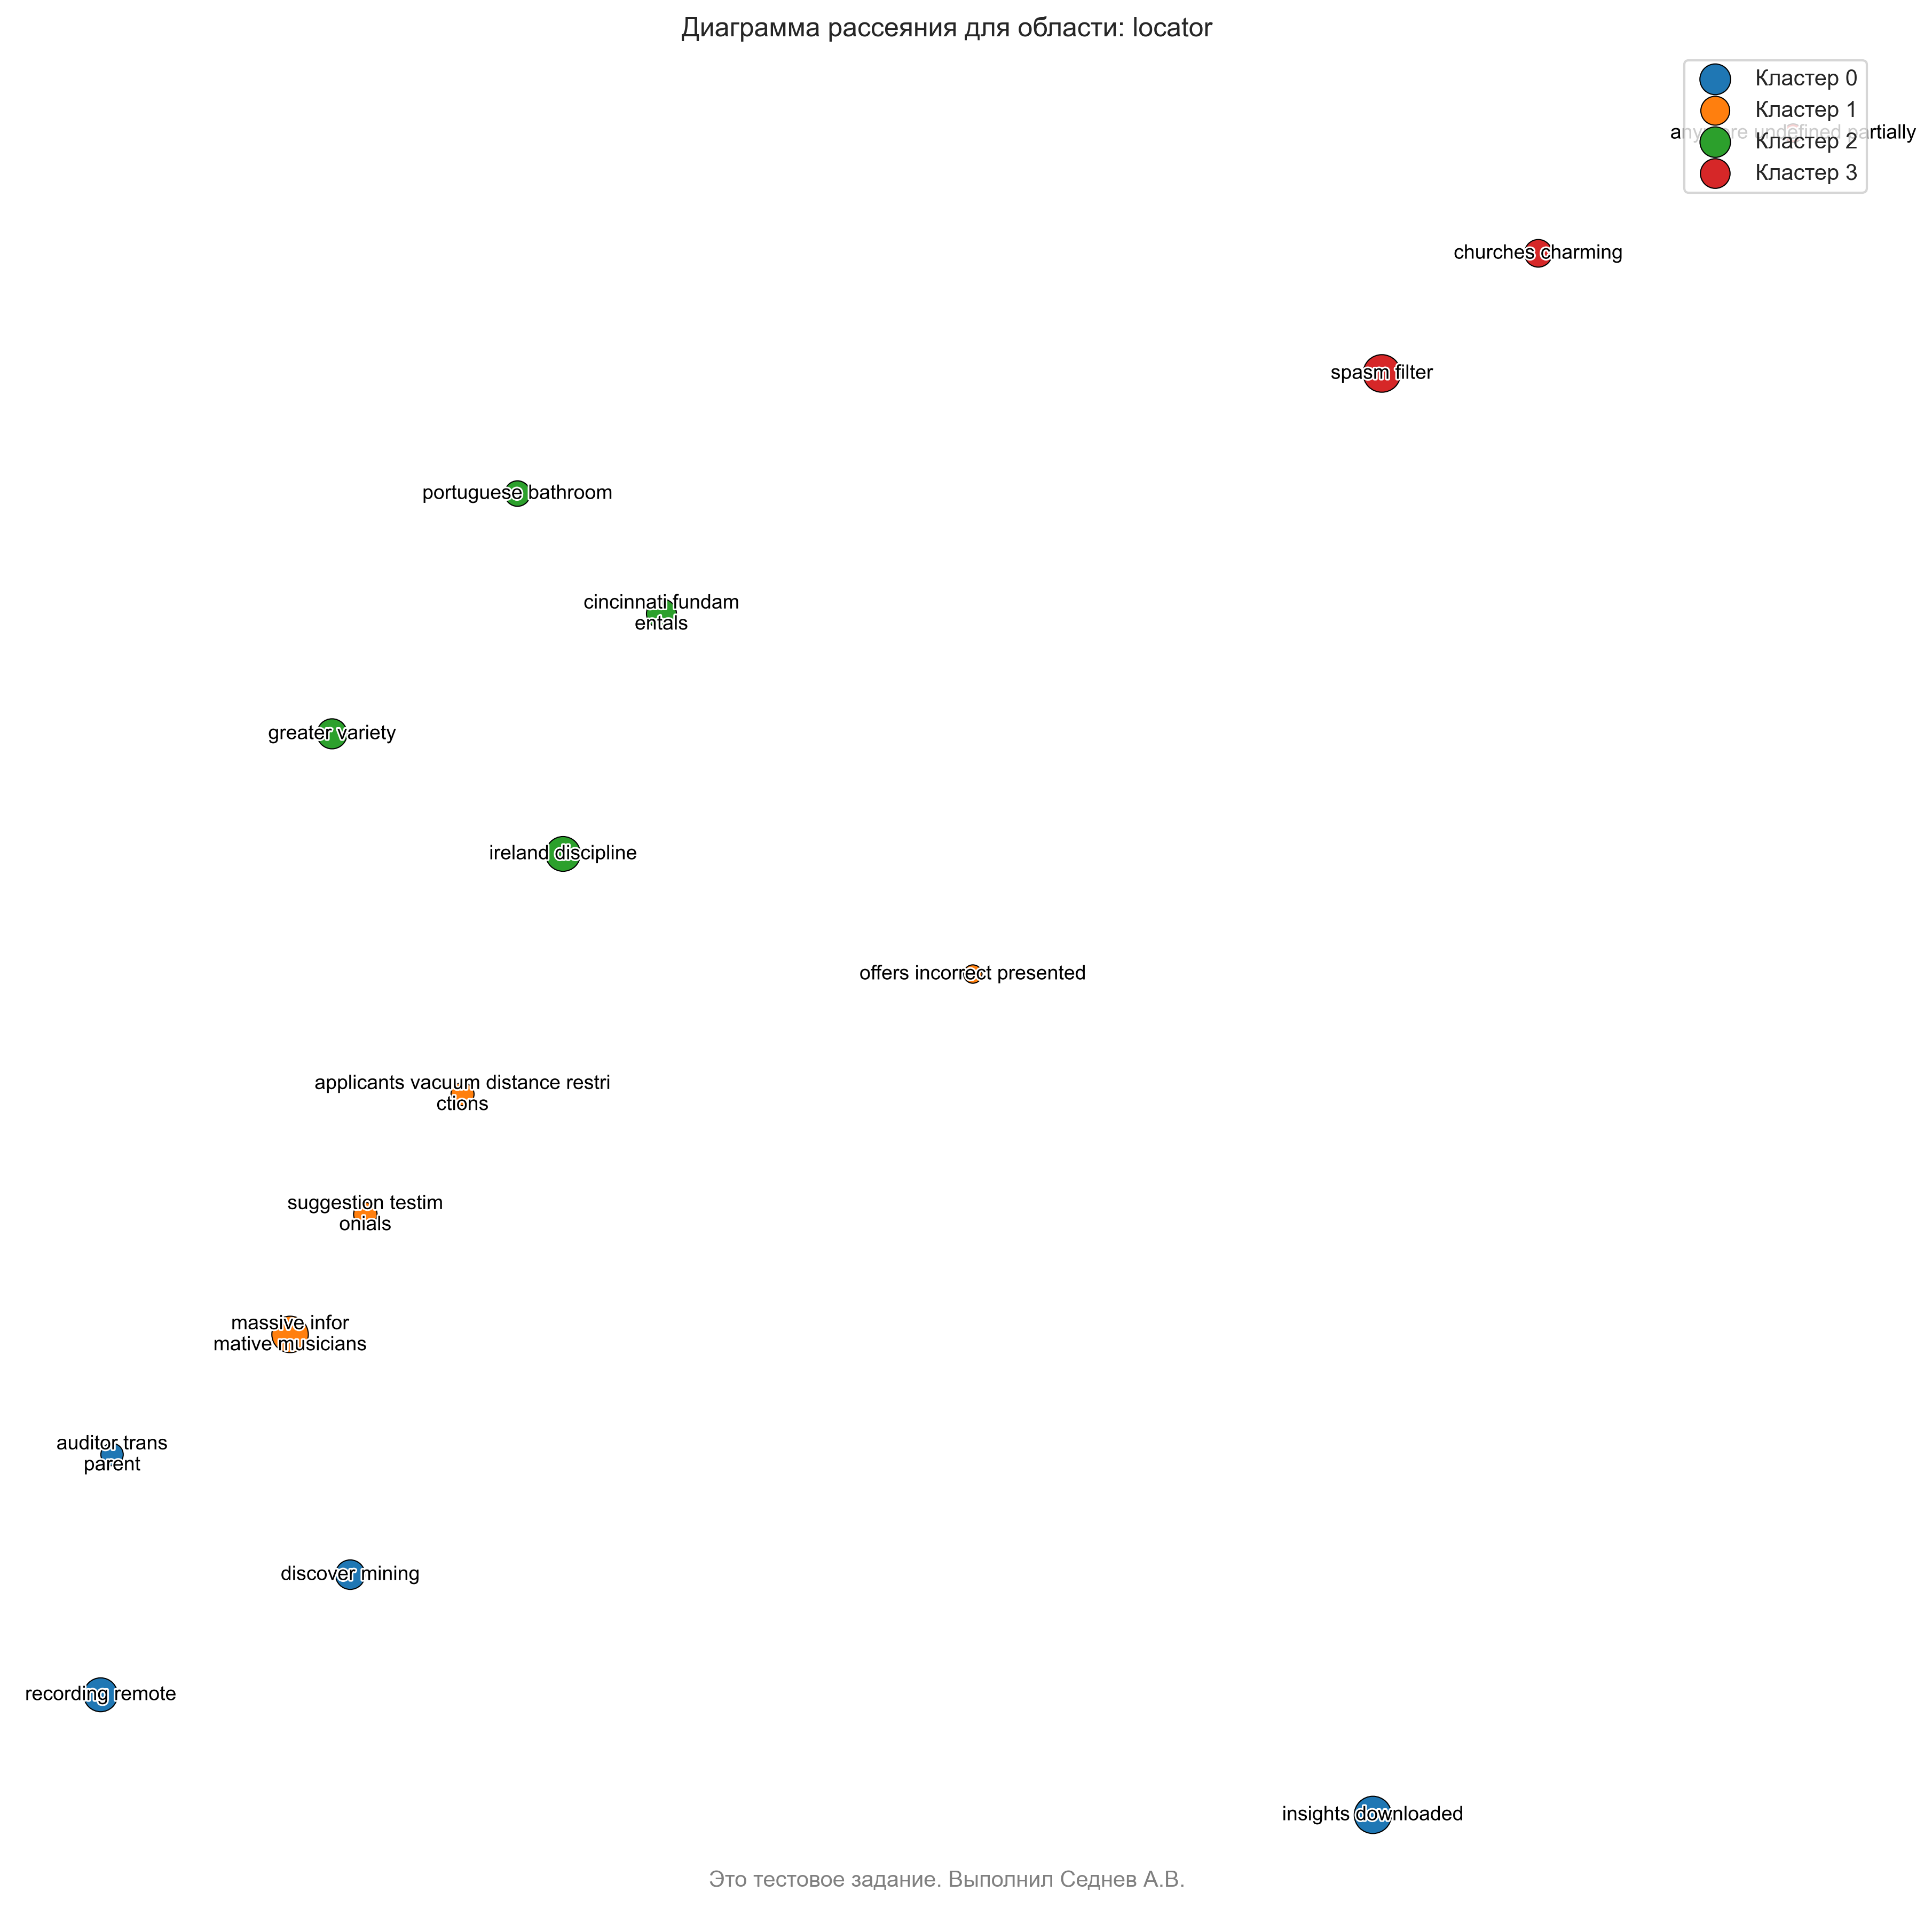 Диаграмма рассеяния для области: locator
Кластер 0
Кластер 1
undefined partially
Кластер 2
Кластер 3
churches charming
spasm filter
portuguese bathroom
cincinnati fundam
entals
greater variety
ireland discipline
offers incorrect presented
applicants vacuum distance restri
ctions
suggestion testim
onials
massive infor
mative musicians
auditor trans
parent
discover mining
recording remote
insights downloaded
Это тестовое задание. Выполнил Седнев А.В.